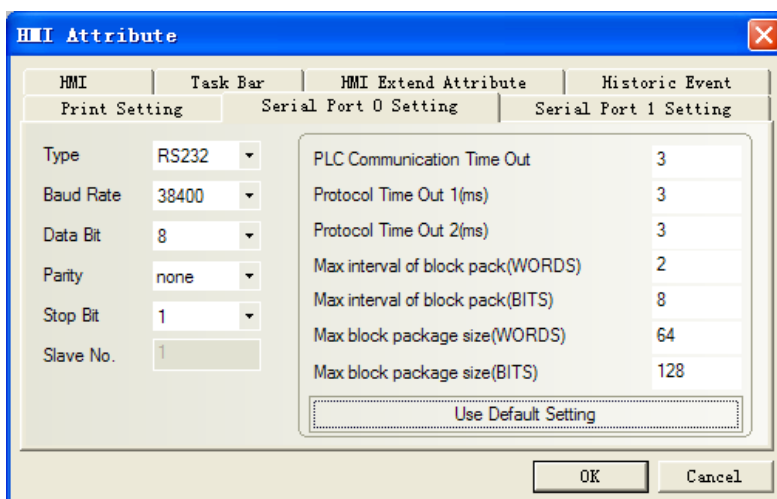 HMI Attribute
HMI Task Bar HMI Extend Attribute Historic Event
Print Setting Serial Port 0 Setting Serial Port 1 Setting
Type RS232
Baud Rate 38400
Data Bit 8
Parity none
Stop Bit 1
Slave No. 1
PLC Communication Time Out 3
Protocol Time Out 1(ms) 3
Protocol Time Out 2(ms) 3
Max interval of block pack(WORDS) 2
Max interval of block pack(BITS) 8
Max block package size(WORDS) 64
Max block package size(BITS) 128
Use Default Setting
OK Cancel